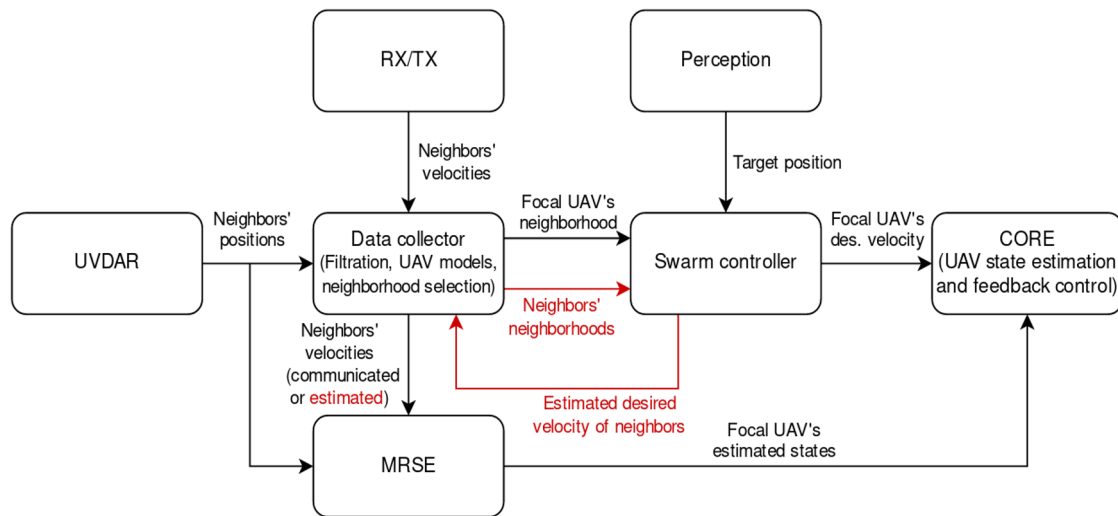 RX/TX
Perception
Neighbors'
velocities
Target position
UVDAR
Neighbors'
positions
Data collector
(Filtration, UAV models,
neighborhood selection)
Focal UAV's
neighborhood
Neighbors'
neighborhoods
Swarm controller
Focal UAV's
des. velocity
CORE
(UAV state estimation
and feedback control)
Neighbors'
velocities
(communicated
or estimated)
Estimated desired
velocity of neighbors
MRSE
Focal UAV's
estimated states